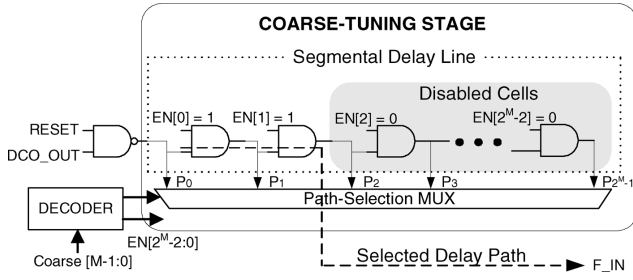 COARSE-TUNING STAGE
Segmental Delay Line
Disabled Cells
EN[0] = 1 EN[1] = 1 EN[2] = 0 EN[2^M-2] = 0
RESET
DCO_OUT
P0 P1 P2 P3 P2^M-1
Path-Selection MUX
DECODER
EN[2^M-2:0]
Selected Delay Path
Coarse [M-1:0]
F_IN